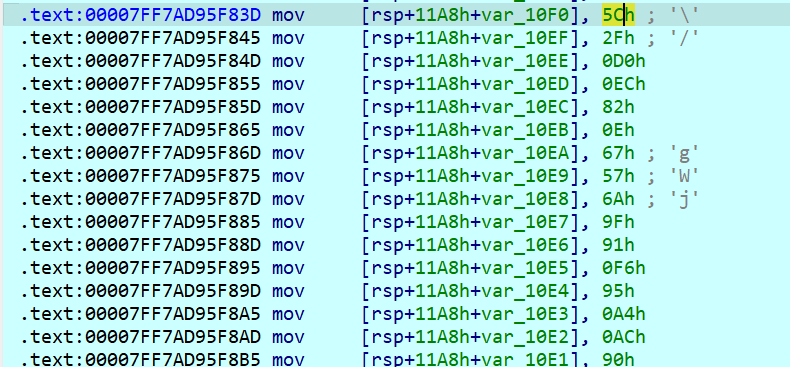 .text:00007FF7AD95F83D mov     [rsp+11A8h+var_10F0], 5Ch ; '\'
.text:00007FF7AD95F845 mov     [rsp+11A8h+var_10EF], 2Fh ; '/'
.text:00007FF7AD95F84D mov     [rsp+11A8h+var_10EE], 0D0h
.text:00007FF7AD95F855 mov     [rsp+11A8h+var_10ED], 0ECh
.text:00007FF7AD95F85D mov     [rsp+11A8h+var_10EC], 82h
.text:00007FF7AD95F865 mov     [rsp+11A8h+var_10EB], 0Eh
.text:00007FF7AD95F86D mov     [rsp+11A8h+var_10EA], 67h ; 'g'
.text:00007FF7AD95F875 mov     [rsp+11A8h+var_10E9], 57h ; 'W'
.text:00007FF7AD95F87D mov     [rsp+11A8h+var_10E8], 6Ah ; 'j'
.text:00007FF7AD95F885 mov     [rsp+11A8h+var_10E7], 9Fh
.text:00007FF7AD95F88D mov     [rsp+11A8h+var_10E6], 91h
.text:00007FF7AD95F895 mov     [rsp+11A8h+var_10E5], 0F6h
.text:00007FF7AD95F89D mov     [rsp+11A8h+var_10E4], 95h
.text:00007FF7AD95F8A5 mov     [rsp+11A8h+var_10E3], 0A4h
.text:00007FF7AD95F8AD mov     [rsp+11A8h+var_10E2], 0ACh
.text:00007FF7AD95F8B5 mov     [rsp+11A8h+var_10E1], 90h